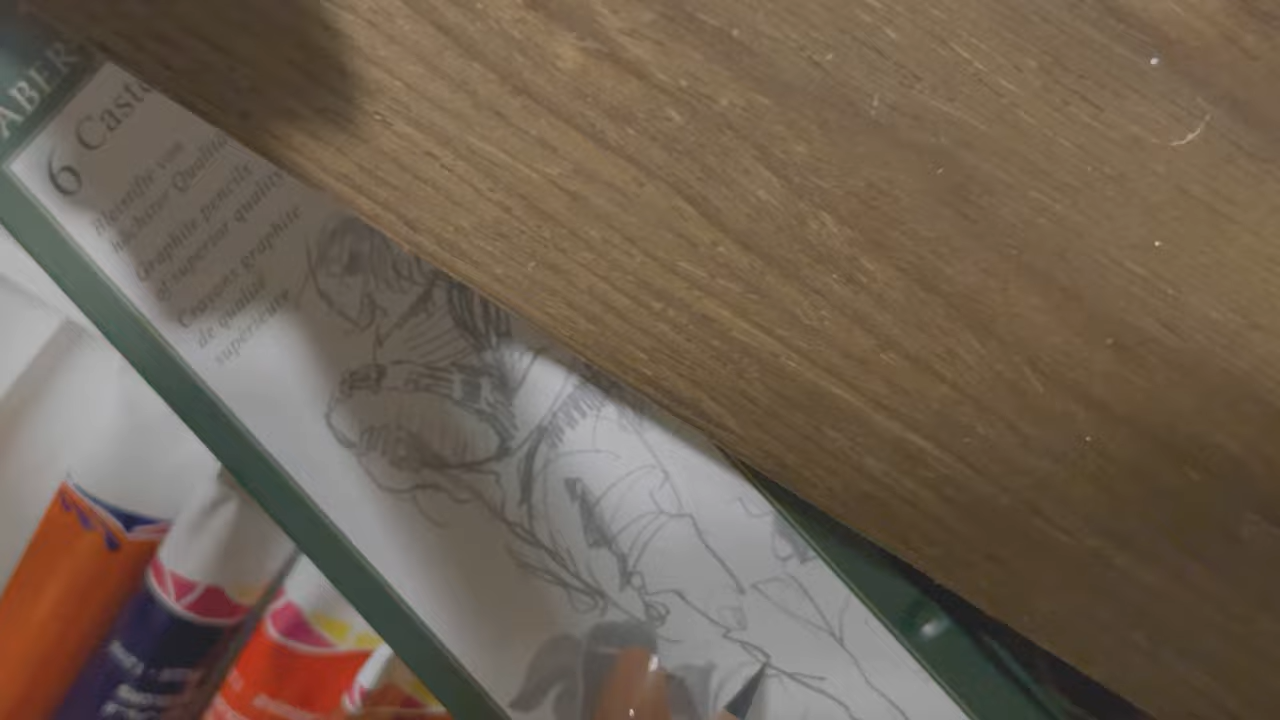 ABER
6 Caste
Bleistifte von
höchster Qualität
Graphite pencils
of superior quality
Crayons graphite
de qualité
supérieure